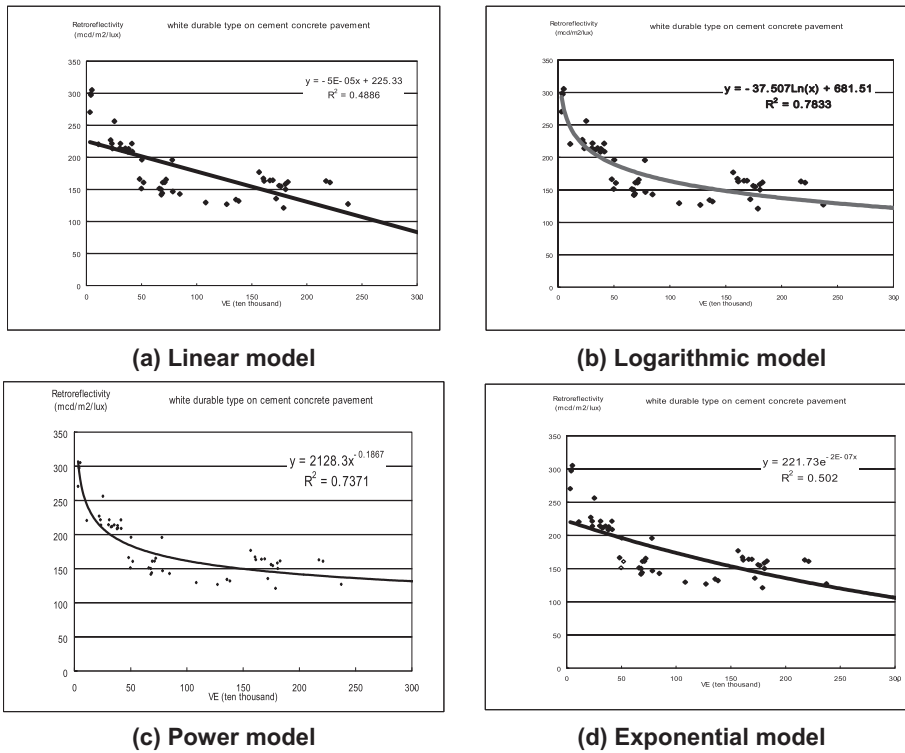 Retroreflectivity
(mcd/m2/lux)
white durable type on cement concrete pavement
350
300
250
200
150
100
50
0
y = - 5E- 05x + 225.33
R² = 0.4886
0 50 100 150 200 250 300
VE (ten thousand)
(a) Linear model
Retroreflectivity
(mcd/m2/lux)
white durable type on cement concrete pavement
350
300
250
200
150
100
50
0
y = - 37.507Ln(x) + 681.51
R² = 0.7833
0 50 100 150 200 250 300
VE (ten thousand)
(b) Logarithmic model
Retroreflectivity
(mcd/m2/lux)
white durable type on cement concrete pavement
350
300
250
200
150
100
50
0
y = 2128.3x^-0.1867
R² = 0.7371
0 50 100 150 200 250 300
VE (ten thousand)
(c) Power model
Retroreflectivity
(mcd/m2/lux)
white durable type on cement concrete pavement
350
300
250
200
150
100
50
0
y = 221.73e^-2E-07x
R² = 0.502
0 50 100 150 200 250 300
VE (ten thousand)
(d) Exponential model